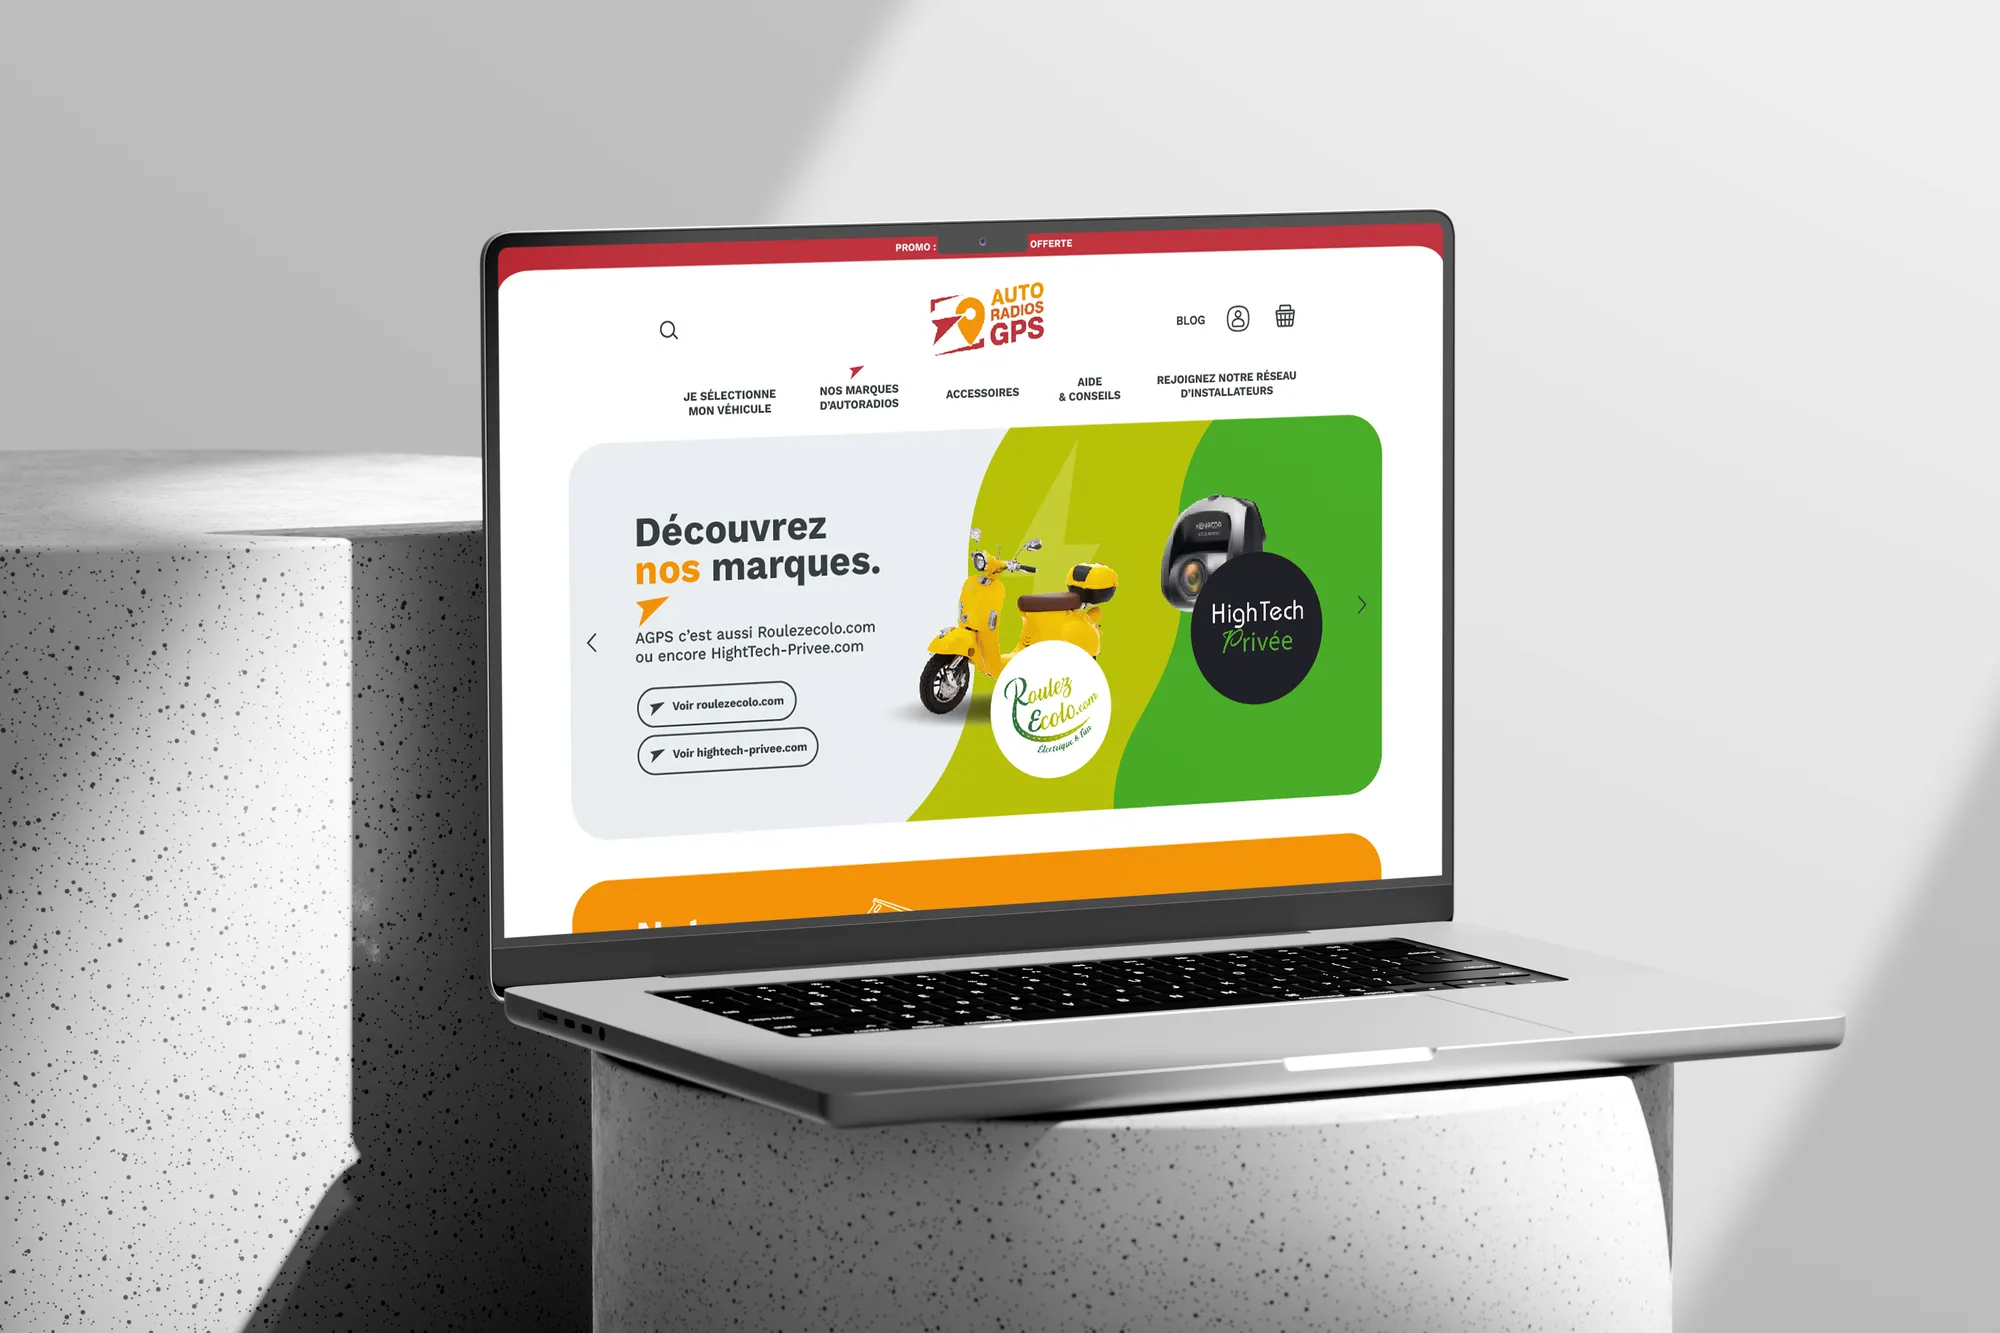 PROMO : OFFERTE
AUTO
RADIOS
GPS
BLOG
JE SÉLECTIONNE
MON VÉHICULE
NOS MARQUES
D'AUTORADIOS
ACCESSOIRES
AIDE
& CONSEILS
REJOIGNEZ NOTRE RÉSEAU
D'INSTALLATEURS
Découvrez
nos marques.
AGPS c'est aussi Roulezecolo.com
ou encore HightTech-Privee.com
Voir roulezecolo.com
Voir hightech-privee.com
KENWOOD
Roulez
Ecolo.com
Electrique & Fun
HighTech
Privée